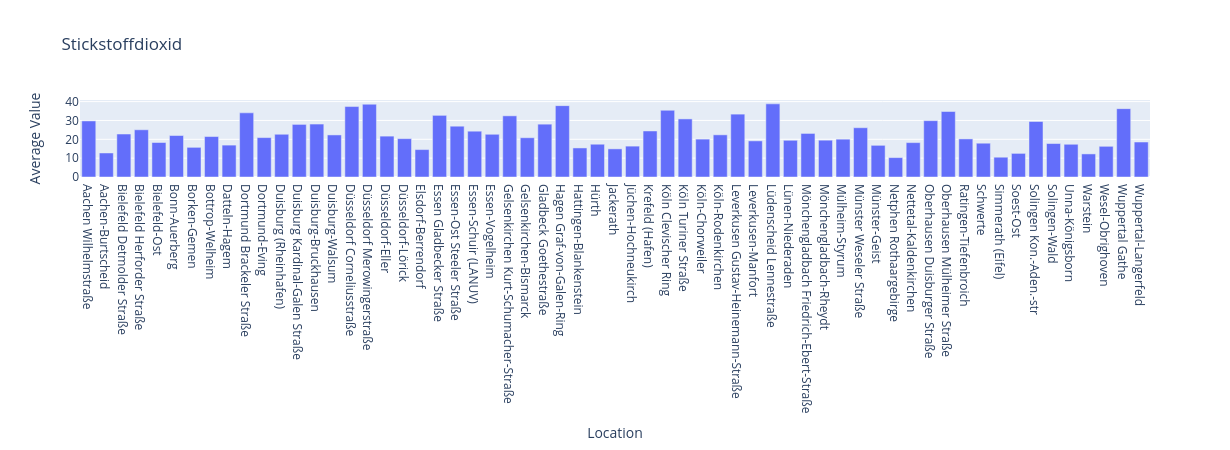 Stickstoffdioxid
Average Value
40
30
20
10
0
Aachen Wilhelmstraße
Aachen-Burtscheid
Bielefeld Detmolder Straße
Bielefeld Herforder Straße
Bielefeld-Ost
Bonn-Auerberg
Borken-Gemen
Bottrop-Welheim
Datteln-Hagem
Dortmund Brackeler Straße
Dortmund-Eving
Duisburg (Rheinhafen)
Duisburg Kardinal-Galen Straße
Duisburg-Bruckhausen
Duisburg-Walsum
Düsseldorf Corneliusstraße
Düsseldorf Merowingerstraße
Düsseldorf-Eller
Düsseldorf-Lörick
Elsdorf-Berrendorf
Essen Gladbecker Straße
Essen-Ost Steeler Straße
Essen-Schuir (LANUV)
Essen-Vogelheim
Gelsenkirchen Kurt-Schumacher-Straße
Gelsenkirchen-Bismarck
Gladbeck Goethestraße
Hagen Graf-von-Galen-Ring
Hattingen-Blankenstein
Hürth
Jackerath
Jüchen-Hochneukirch
Krefeld (Hafen)
Köln Clevischer Ring
Köln Turiner Straße
Köln-Chorweiler
Köln-Rodenkirchen
Leverkusen Gustav-Heinemann-Straße
Leverkusen-Manfort
Lüdenscheid Lennestraße
Lünen-Niederaden
Mönchengladbach Friedrich-Ebert-Straße
Mönchengladbach-Rheydt
Mülheim-Styrum
Münster Weseler Straße
Münster-Geist
Netphen Rothaargebirge
Nettetal-Kaldenkirchen
Oberhausen Duisburger Straße
Oberhausen Mülheimer Straße
Ratingen-Tiefenbroich
Schwerte
Simmerath (Eifel)
Soest-Ost
Solingen Kon.-Aden.-str
Solingen-Wald
Unna-Königsborn
Warstein
Wesel-Obrighoven
Wuppertal Gathe
Wuppertal-Langerfeld
Location